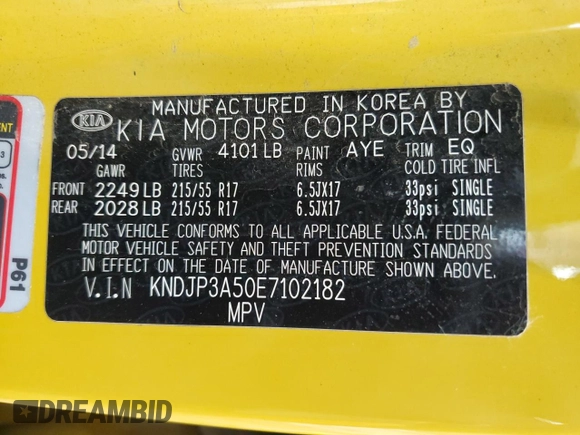 MANUFACTURED IN KOREA BY
KIA KIA MOTORS CORPORATION
05/14 GVWR 4101 LB PAINT AYE TRIM EQ
GAWR TIRES RIMS COLD TIRE INFL
FRONT 2249 LB 215/55 R17 6.5JX17 33psi SINGLE
REAR 2028 LB 215/55 R17 6.5JX17 33psi SINGLE
THIS VEHICLE CONFORMS TO ALL APPLICABLE U.S.A. FEDERAL
MOTOR VEHICLE SAFETY AND THEFT PREVENTION STANDARDS
IN EFFECT ON THE DATE OF MANUFACTURE SHOWN ABOVE.
V.I.N KNDJP3A50E7102182
MPV
P61
DREAMBID